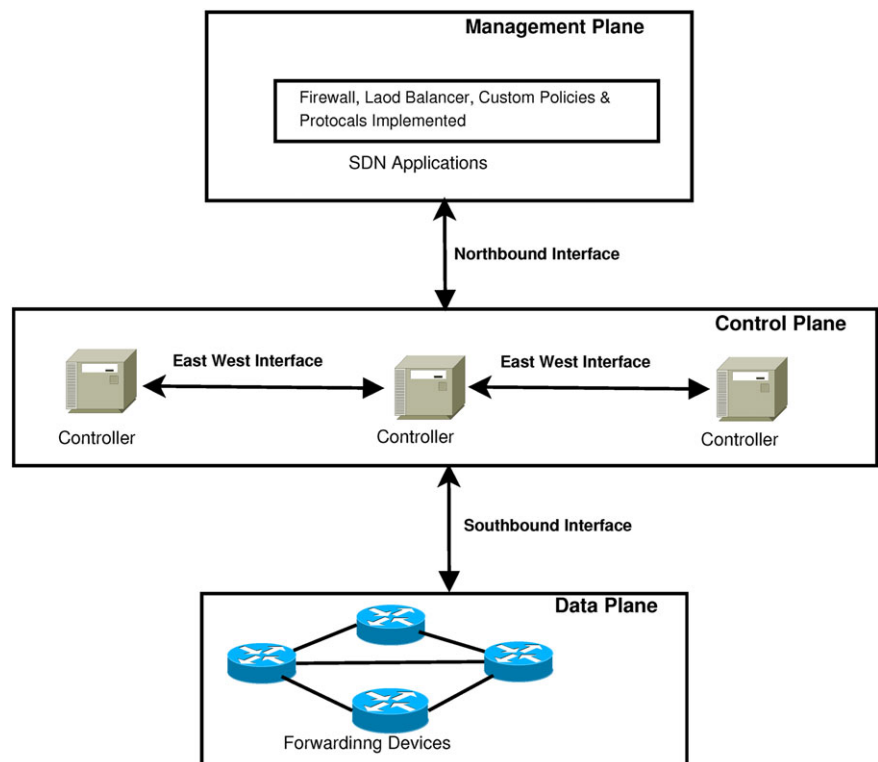 Management Plane
Firewall, Laod Balancer, Custom Policies &
Protocals Implemented
SDN Applications
Northbound Interface
Control Plane
East West Interface
East West Interface
Controller
Controller
Controller
Southbound Interface
Data Plane
Forwardinng Devices